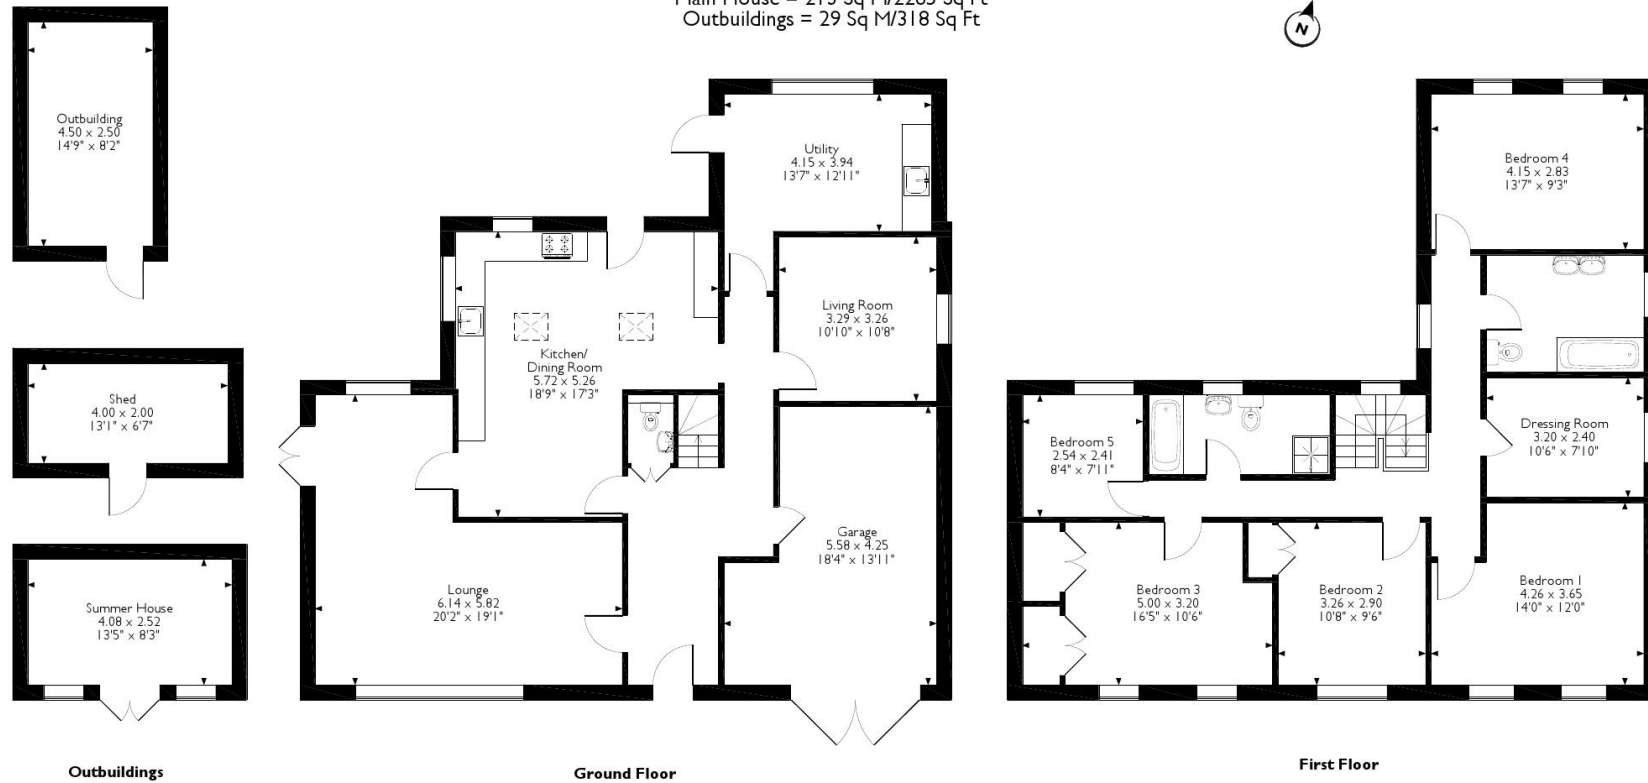 Outbuildings = 29 Sq M/318 Sq Ft
N
Outbuilding
4.50 x 2.50
14'9" x 8'2"
Shed
4.00 x 2.00
13'1" x 6'7"
Summer House
4.08 x 2.52
13'5" x 8'3"
Outbuildings
Utility
4.15 x 3.94
13'7" x 12'11"
Living Room
3.29 x 3.26
10'10" x 10'8"
Kitchen/
Dining Room
5.72 x 5.26
18'9" x 17'3"
Garage
5.58 x 4.25
18'4" x 13'11"
Lounge
6.14 x 5.82
20'2" x 19'1"
Ground Floor
Bedroom 4
4.15 x 2.83
13'7" x 9'3"
Dressing Room
3.20 x 2.40
10'6" x 7'10"
Bedroom 5
2.54 x 2.41
8'4" x 7'11"
Bedroom 3
5.00 x 3.20
16'5" x 10'6"
Bedroom 2
3.26 x 2.90
10'8" x 9'6"
Bedroom 1
4.26 x 3.65
14'0" x 12'0"
First Floor